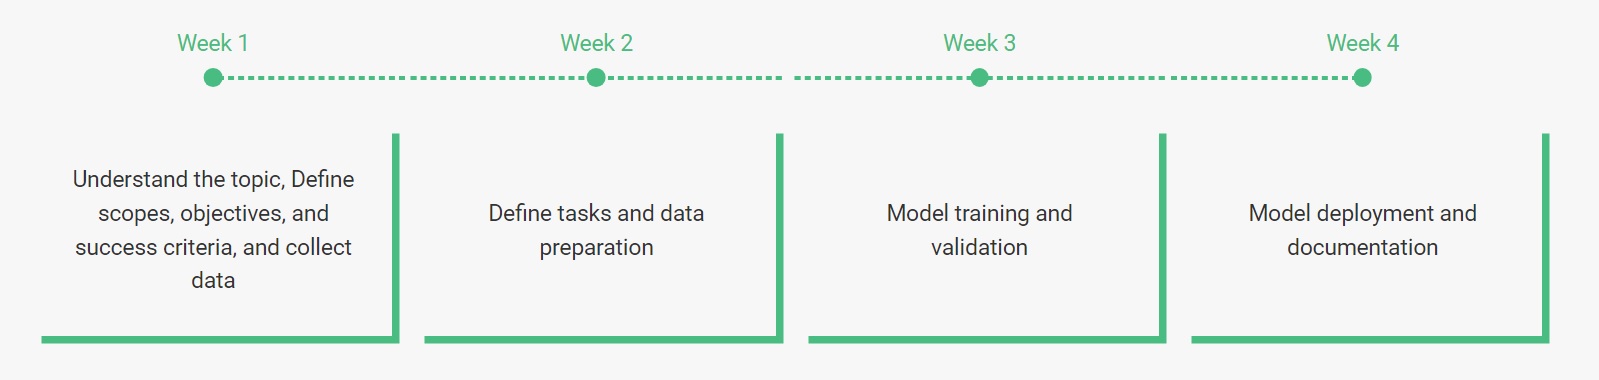 Week 1
Week 2
Week 3
Week 4
Understand the topic, Define
scopes, objectives, and
success criteria, and collect
data
Define tasks and data
preparation
Model training and
validation
Model deployment and
documentation